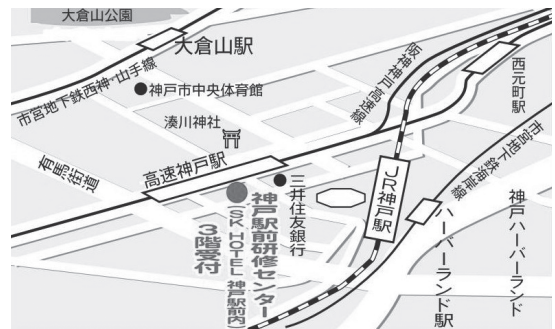 大倉山公園
大倉山駅
市営地下鉄西神・山手線
神戸市中央体育館
湊川神社
阪神神戸高速線
西元町駅
有馬街道
高速神戸駅
三井住友銀行
JR神戸駅
市営地下鉄海岸線
ハーバーランド駅
神戸ハーバーランド
神戸駅前研修センター
(SK HOTEL 神戸駅前内)
3階受付